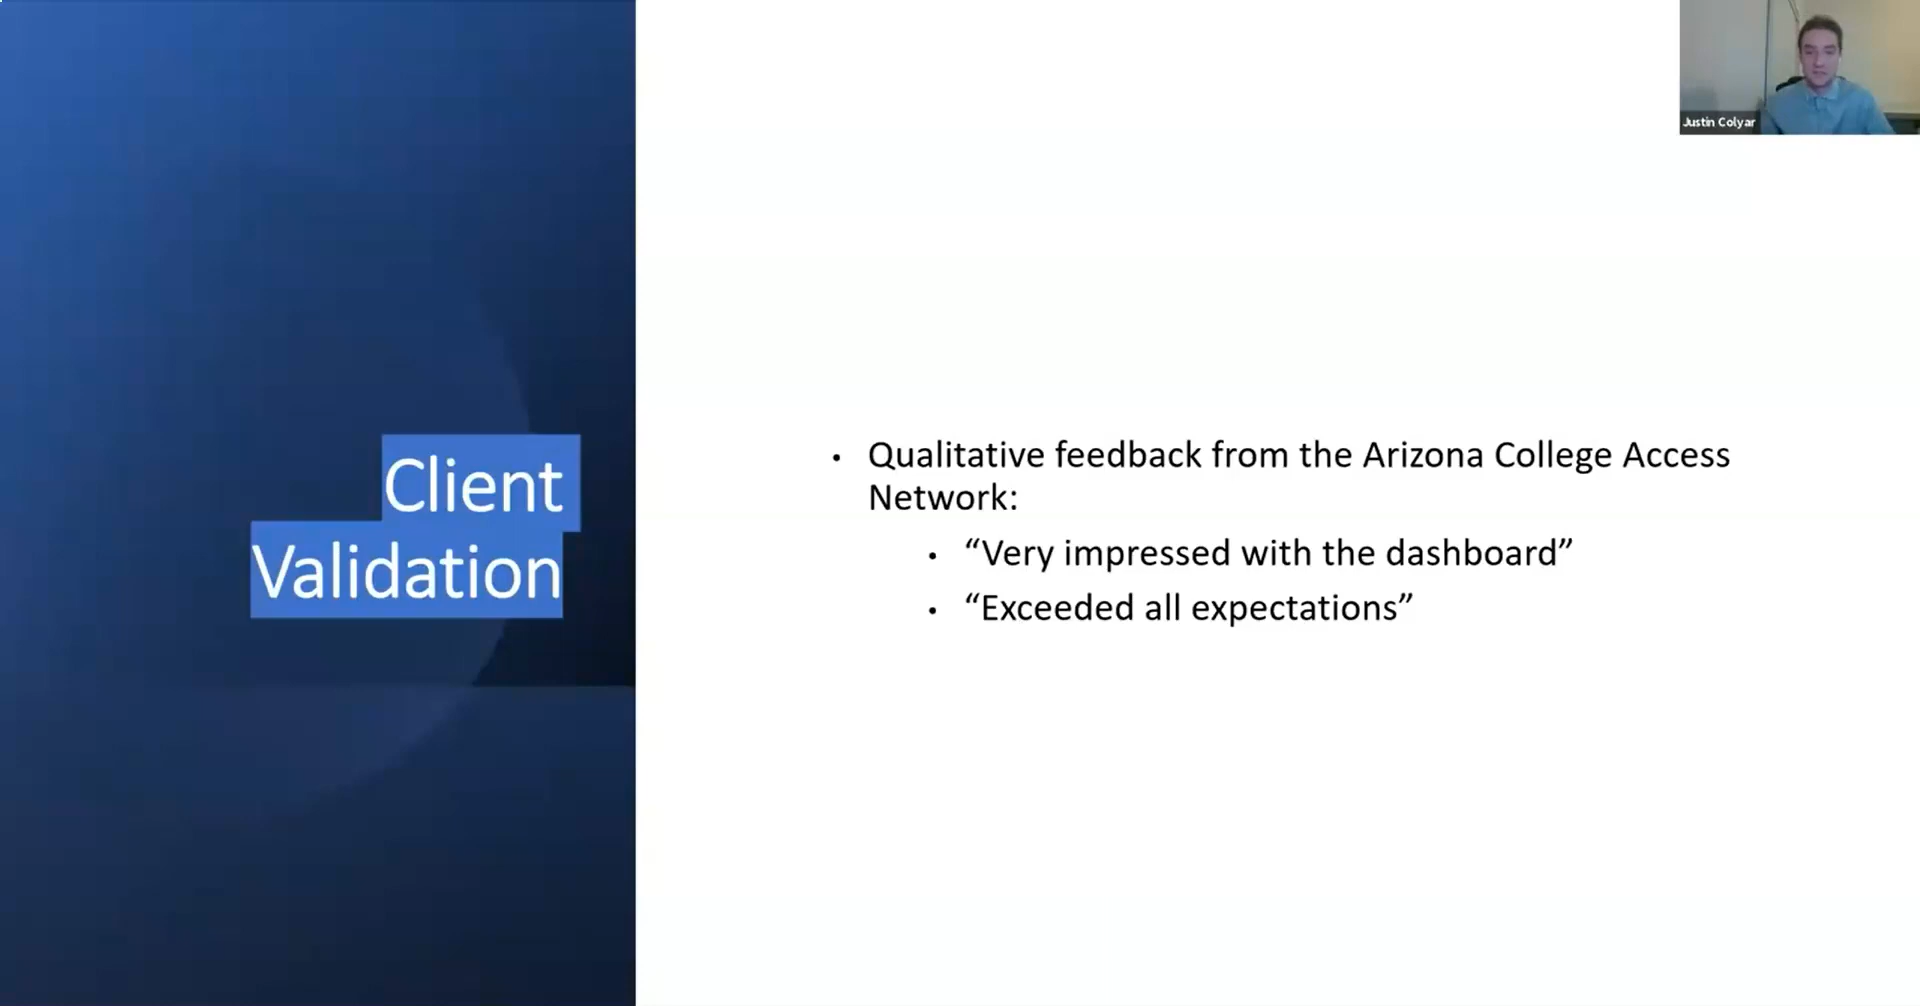 Client
Validation
• Qualitative feedback from the Arizona College Access
Network:
• “Very impressed with the dashboard”
• “Exceeded all expectations”
Justin Colyar